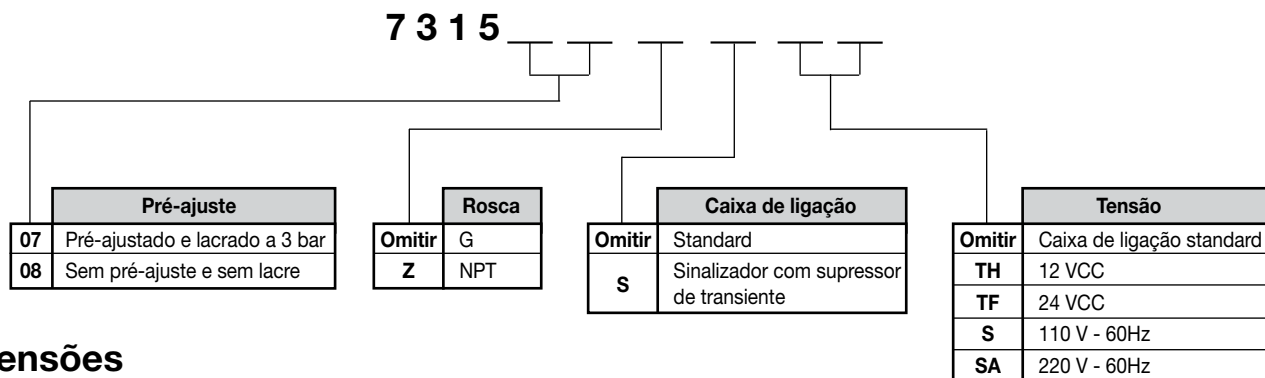 7 3 1 5
Pré-ajuste
07 Pré-ajustado e lacrado a 3 bar
08 Sem pré-ajuste e sem lacre
Rosca
Omitir G
Z NPT
Caixa de ligação
Omitir Standard
S Sinalizador com supressor
de transiente
Tensão
Omitir Caixa de ligação standard
TH 12 VCC
TF 24 VCC
S 110 V - 60Hz
SA 220 V - 60Hz
ensões